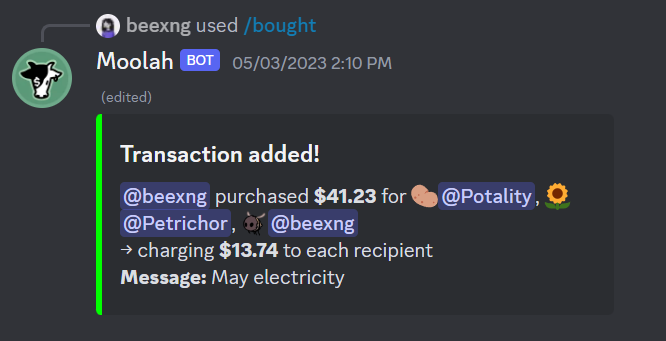 beexng used /bought
Moolah BOT 05/03/2023 2:10 PM
(edited)
Transaction added!
@beexng purchased $41.23 for @Potality,
@Petrichor, @beexng
→ charging $13.74 to each recipient
Message: May electricity